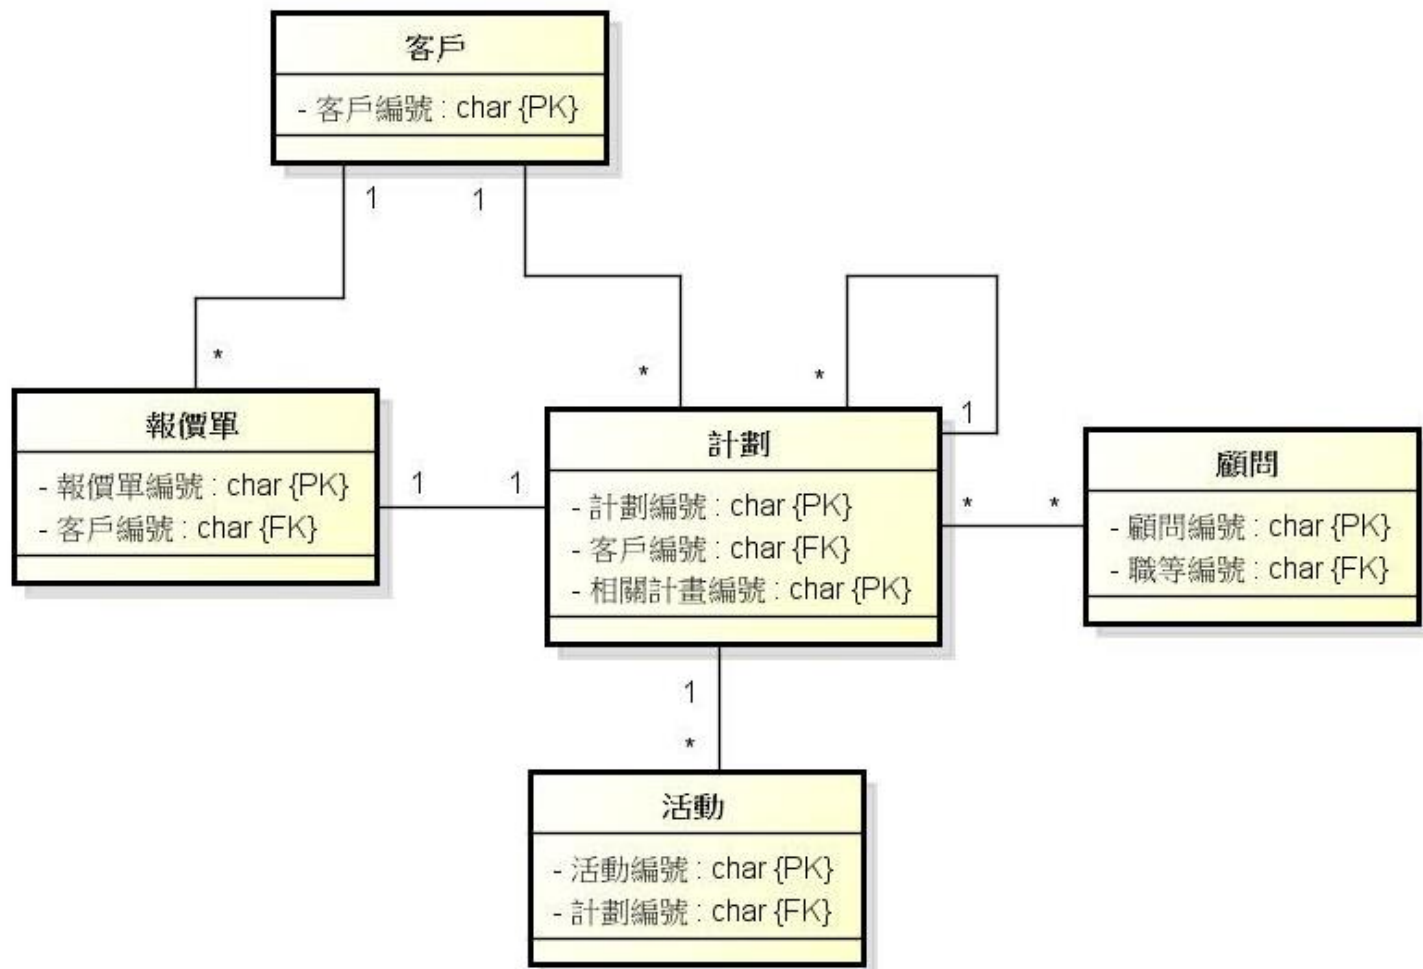 客戶
- 客戶編號 : char {PK}
1
1
*
*
*
1
報價單
- 報價單編號 : char {PK}
- 客戶編號 : char {FK}
1
1
計劃
- 計劃編號 : char {PK}
- 客戶編號 : char {FK}
- 相關計畫編號 : char {PK}
*
*
顧問
- 顧問編號 : char {PK}
- 職等編號 : char {FK}
1
*
活動
- 活動編號 : char {PK}
- 計劃編號 : char {FK}